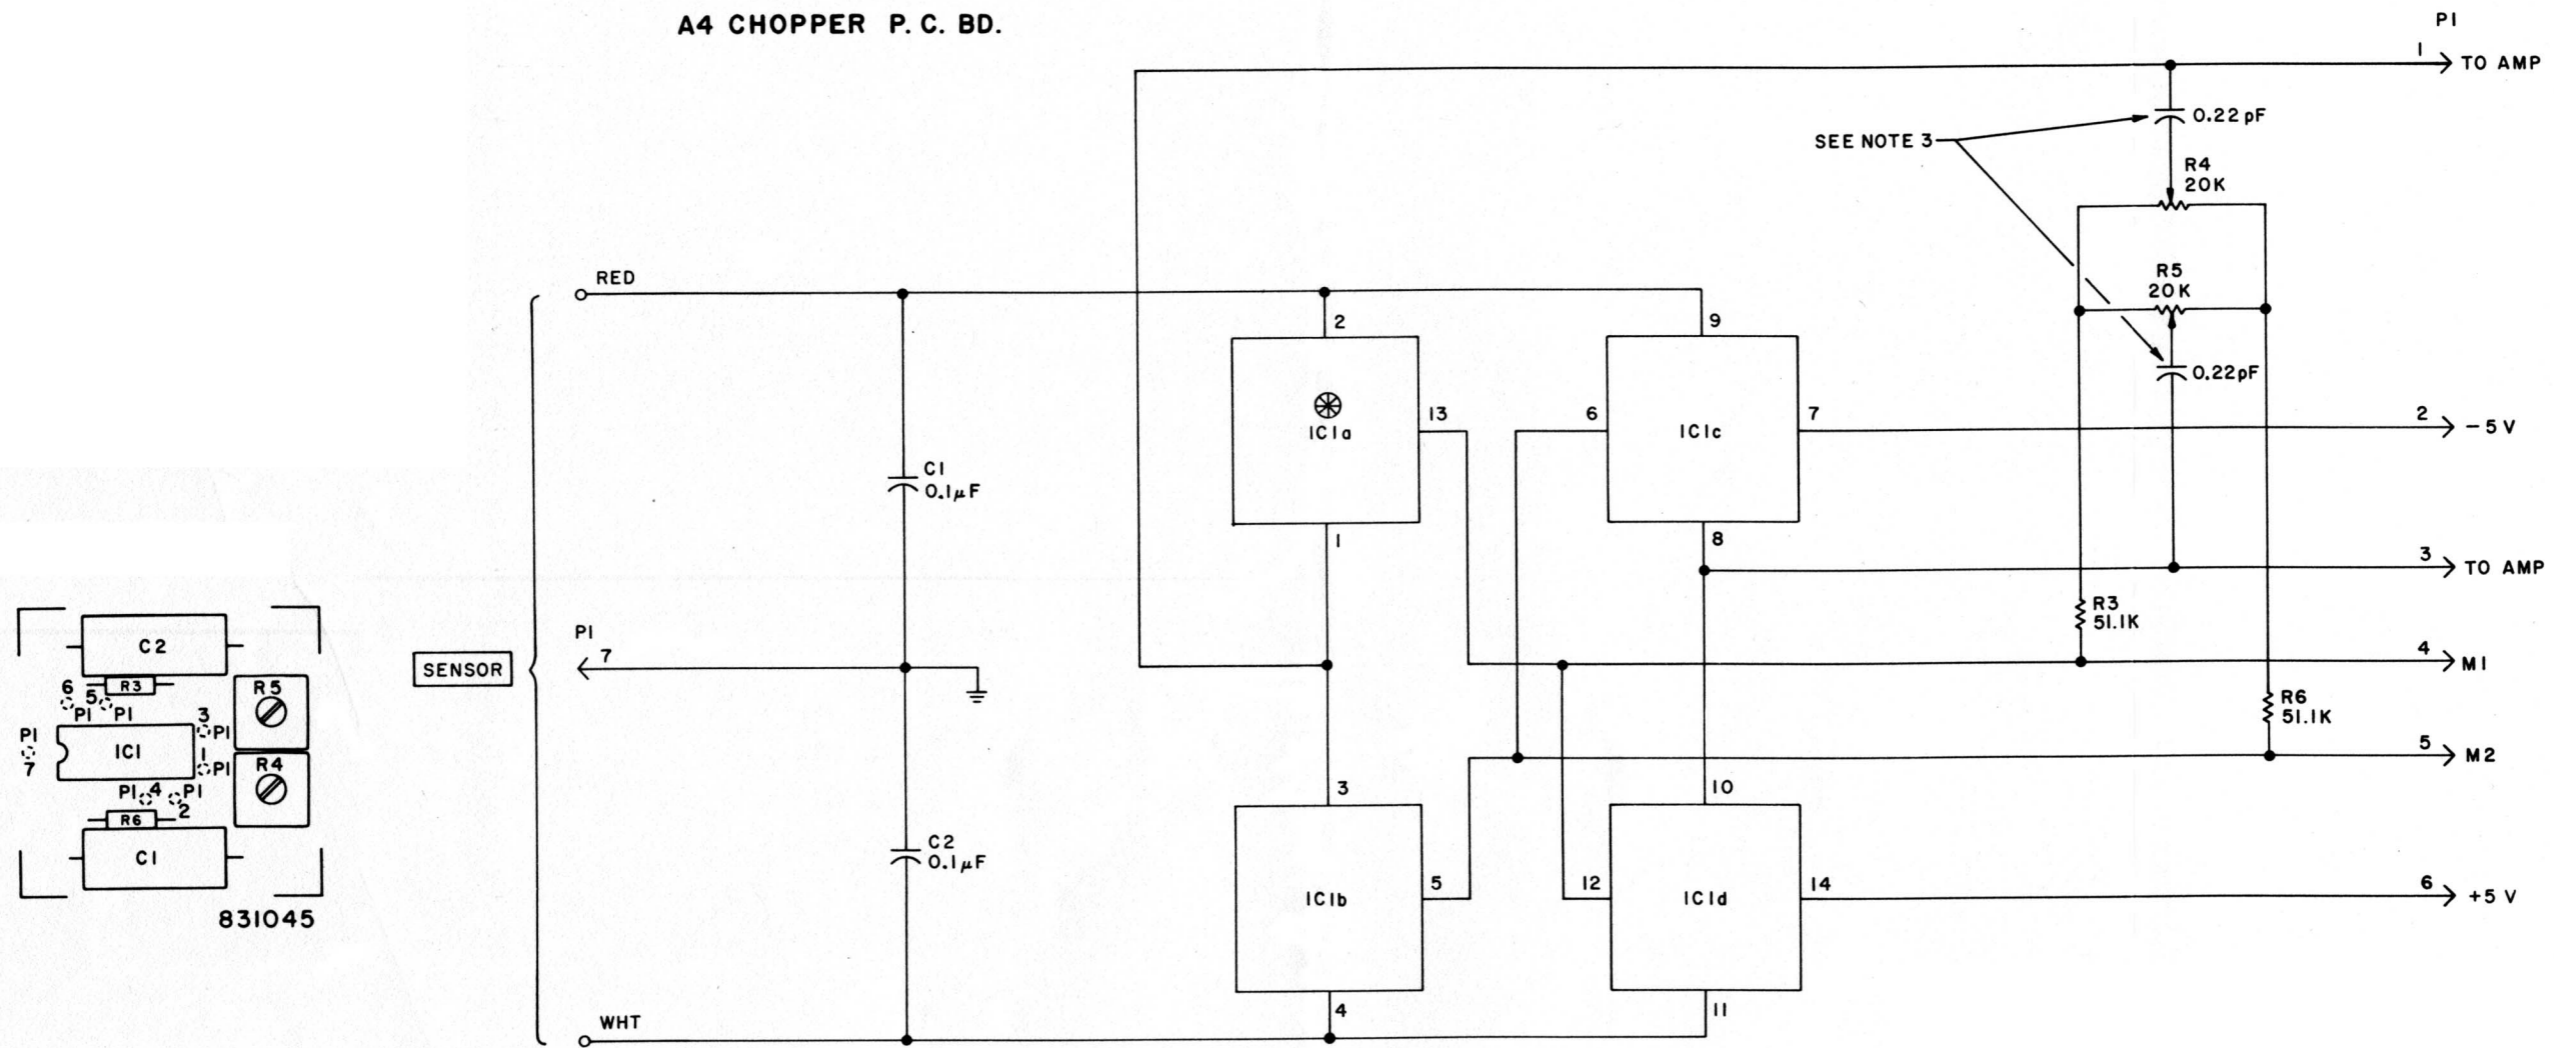 A4 CHOPPER P. C. BD.
P1
1
TO AMP
0.22 pF
SEE NOTE 3
R4
20K
R5
20K
0.22pF
RED
2
9
IC1a
13
6
IC1c
7
2
-5 V
C1
0.1µF
1
8
3
TO AMP
R3
51.1K
SENSOR
P1
7
4
M1
R6
51.1K
5
M2
3
10
C2
0.1µF
IC1b
5
12
IC1d
14
6
+5 V
WHT
4
11
C2
R3
R5
6
P1
5
P1
3
P1
P1
7
IC1
1
P1
R4
P1
4
P1
2
R6
C1
831045